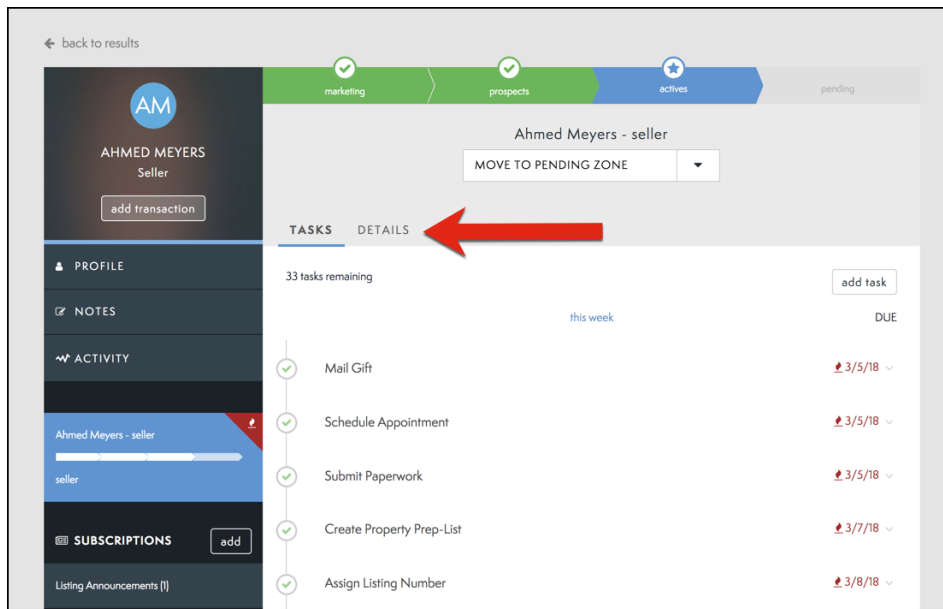 back to results
marketing
prospects
actives
pending
AM
AHMED MEYERS
Seller
add transaction
Ahmed Meyers - seller
MOVE TO PENDING ZONE
TASKS DETAILS
PROFILE
NOTES
ACTIVITY
Ahmed Meyers - seller
seller
SUBSCRIPTIONS add
Listing Announcements (1)
33 tasks remaining
add task
this week DUE
Mail Gift 3/5/18
Schedule Appointment 3/5/18
Submit Paperwork 3/5/18
Create Property Prep-List 3/7/18
Assign Listing Number 3/8/18